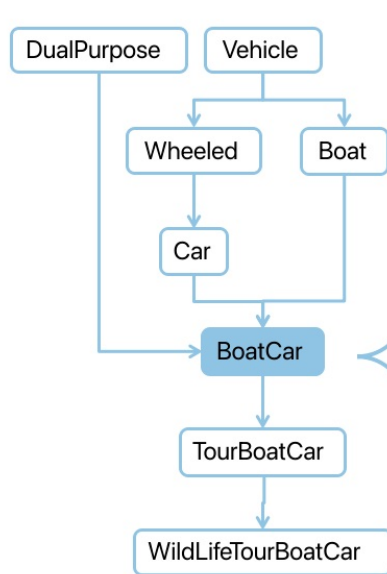 DualPurpose
Vehicle
Wheeled
Boat
Car
BoatCar
TourBoatCar
WildLifeTourBoatCar